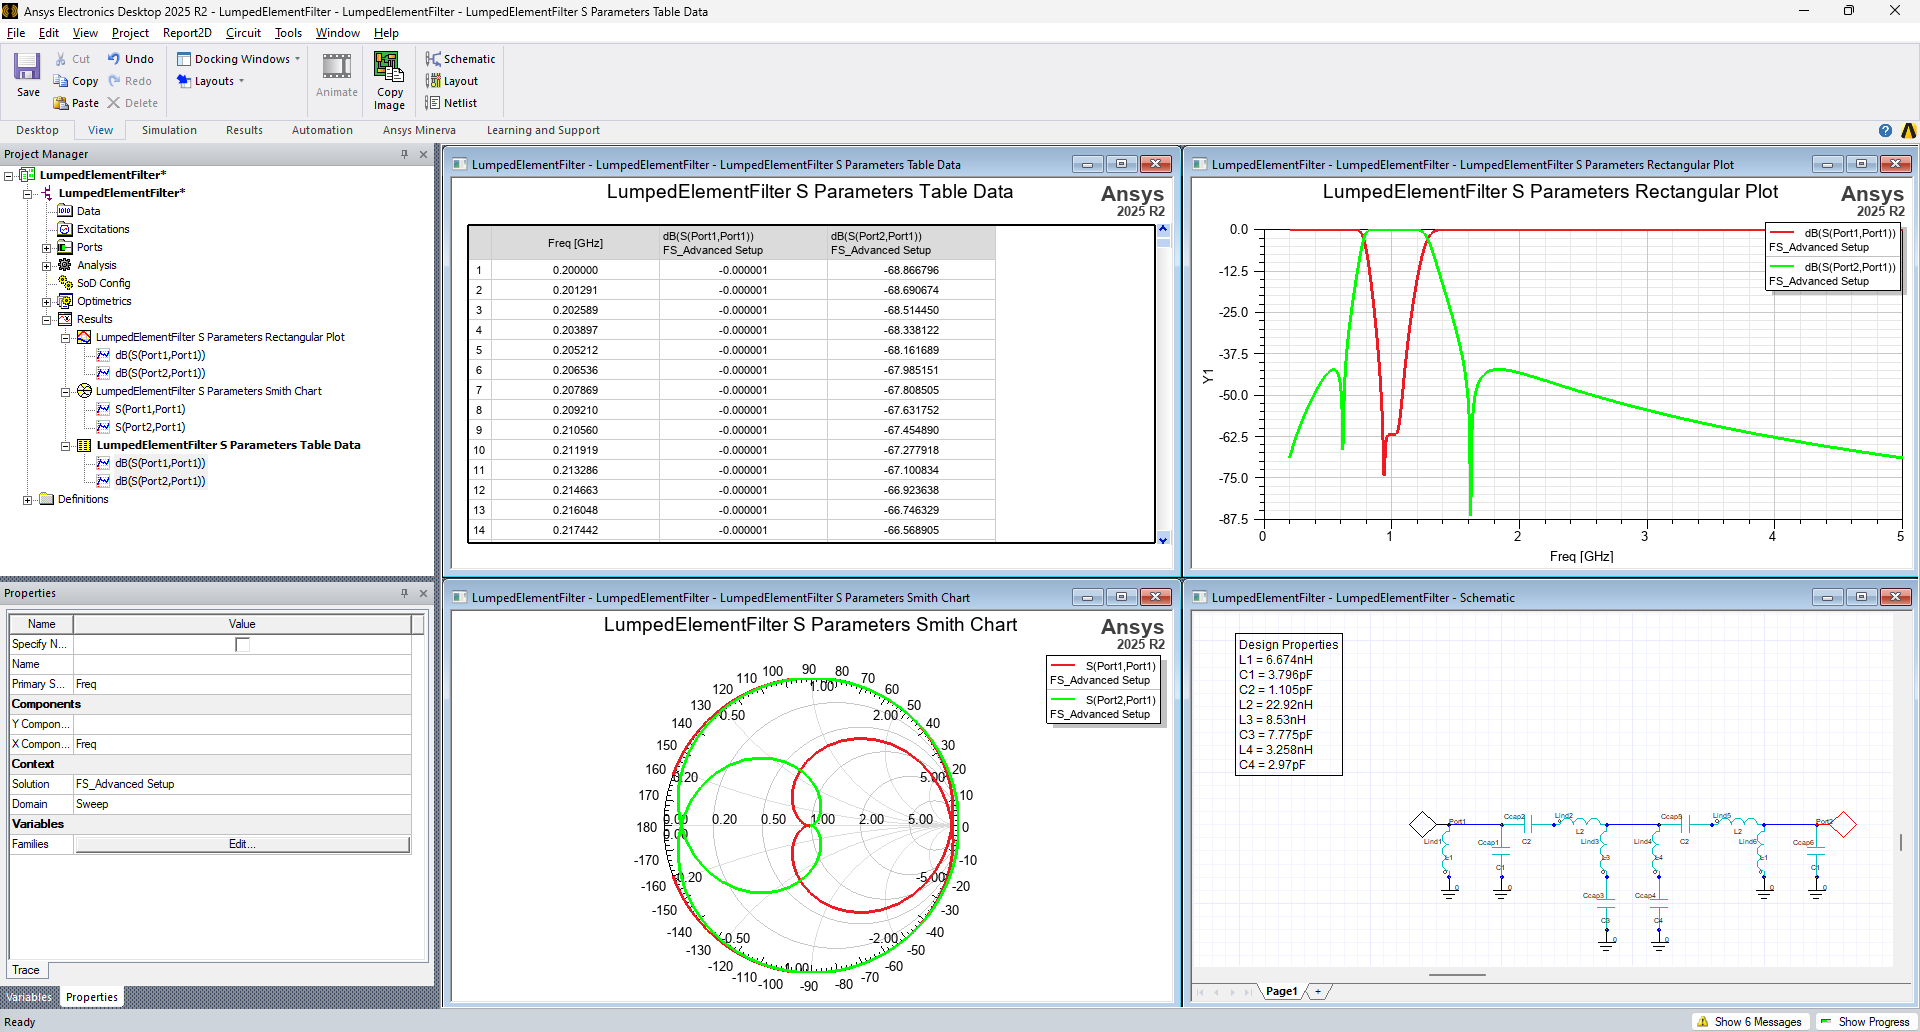 Ansys Electronics Desktop 2025 R2 - LumpedElementFilter - LumpedElementFilter - LumpedElementFilter S Parameters Table Data
File Edit View Project Report2D Circuit Tools Window Help
Save
Cut
Copy
Paste
Undo
Redo
Delete
Docking Windows
Layouts
Animate
Copy
Image
Schematic
Layout
Netlist
Desktop View Simulation Results Automation Ansys Minerva Learning and Support
Project Manager
LumpedElementFilter*
LumpedElementFilter*
Data
Excitations
Ports
Analysis
SoD Config
Optimetrics
Results
LumpedElementFilter S Parameters Rectangular Plot
dB(S(Port1,Port1))
dB(S(Port2,Port1))
LumpedElementFilter S Parameters Smith Chart
S(Port1,Port1)
S(Port2,Port1)
LumpedElementFilter S Parameters Table Data
dB(S(Port1,Port1))
dB(S(Port2,Port1))
Definitions
Properties
Name Value
Specify N...
Name
Primary S... Freq
Components
Y Compon...
X Compon... Freq
Context
Solution FS_Advanced Setup
Domain Sweep
Variables
Families Edit...
Trace
Variables Properties
Ready
LumpedElementFilter - LumpedElementFilter - LumpedElementFilter S Parameters Table Data
LumpedElementFilter S Parameters Table Data
Ansys
2025 R2
Freq [GHz] dB(S(Port1,Port1)) dB(S(Port2,Port1))
FS_Advanced Setup FS_Advanced Setup
1 0.200000 -0.000001 -68.866796
2 0.201291 -0.000001 -68.690674
3 0.202589 -0.000001 -68.514450
4 0.203897 -0.000001 -68.338122
5 0.205212 -0.000001 -68.161689
6 0.206536 -0.000001 -67.985151
7 0.207869 -0.000001 -67.808505
8 0.209210 -0.000001 -67.631752
9 0.210560 -0.000001 -67.454890
10 0.211919 -0.000001 -67.277918
11 0.213286 -0.000001 -67.100834
12 0.214663 -0.000001 -66.923638
13 0.216048 -0.000001 -66.746329
14 0.217442 -0.000001 -66.568905
LumpedElementFilter - LumpedElementFilter - LumpedElementFilter S Parameters Rectangular Plot
LumpedElementFilter S Parameters Rectangular Plot
Ansys
2025 R2
dB(S(Port1,Port1))
FS_Advanced Setup
dB(S(Port2,Port1))
FS_Advanced Setup
0.0
-12.5
-25.0
-37.5
-50.0
-62.5
-75.0
-87.5
Y1
0 1 2 3 4 5
Freq [GHz]
LumpedElementFilter - LumpedElementFilter - LumpedElementFilter S Parameters Smith Chart
LumpedElementFilter S Parameters Smith Chart
Ansys
2025 R2
S(Port1,Port1)
FS_Advanced Setup
S(Port2,Port1)
FS_Advanced Setup
90
100 80
110 70
120 60
130 50
140 40
150 30
160 20
170 10
180 0
-170 -10
-160 -20
-150 -30
-140 -40
-130 -50
-120 -60
-110 -70
-100 -80
-90
1.00
0.50 2.00
0.20 5.00
0.00 0.20 0.50 1.00 2.00 5.00
0.00
-0.20 -5.00
-0.50 -2.00
-1.00
LumpedElementFilter - LumpedElementFilter - Schematic
Design Properties
L1 = 6.674nH
C1 = 3.796pF
C2 = 1.105pF
L2 = 22.92nH
L3 = 8.53nH
C3 = 7.775pF
L4 = 3.258nH
C4 = 2.97pF
Port1 Ccap2 Lind2 Ccap5 Lind5 Port2
C2 L2 C2 L2
Lind1 Ccap1 Lind3 Lind4 Lind6 Ccap6
L1 C1 L3 L4 L1 C1
0 0 0 0
Ccap3 Ccap4
C3 C4
0 0
Page1 +
Show 6 Messages Show Progress